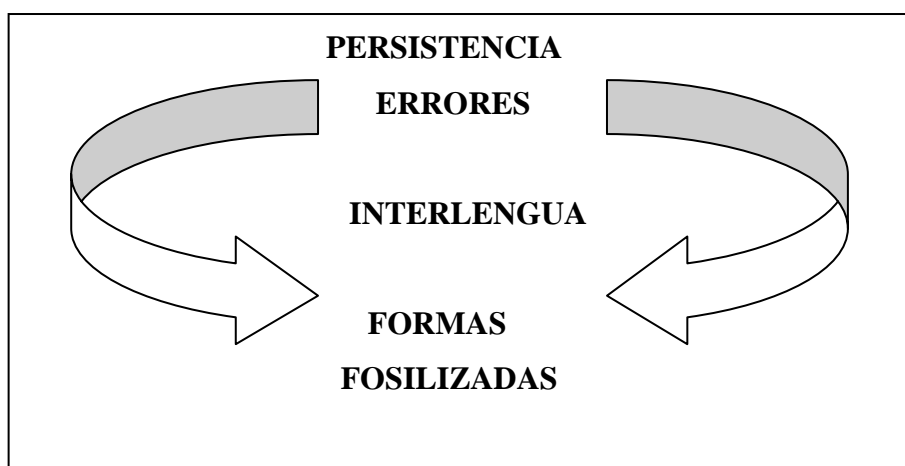 PERSISTENCIA
ERRORES
INTERLENGUA
FORMAS
FOSILIZADAS